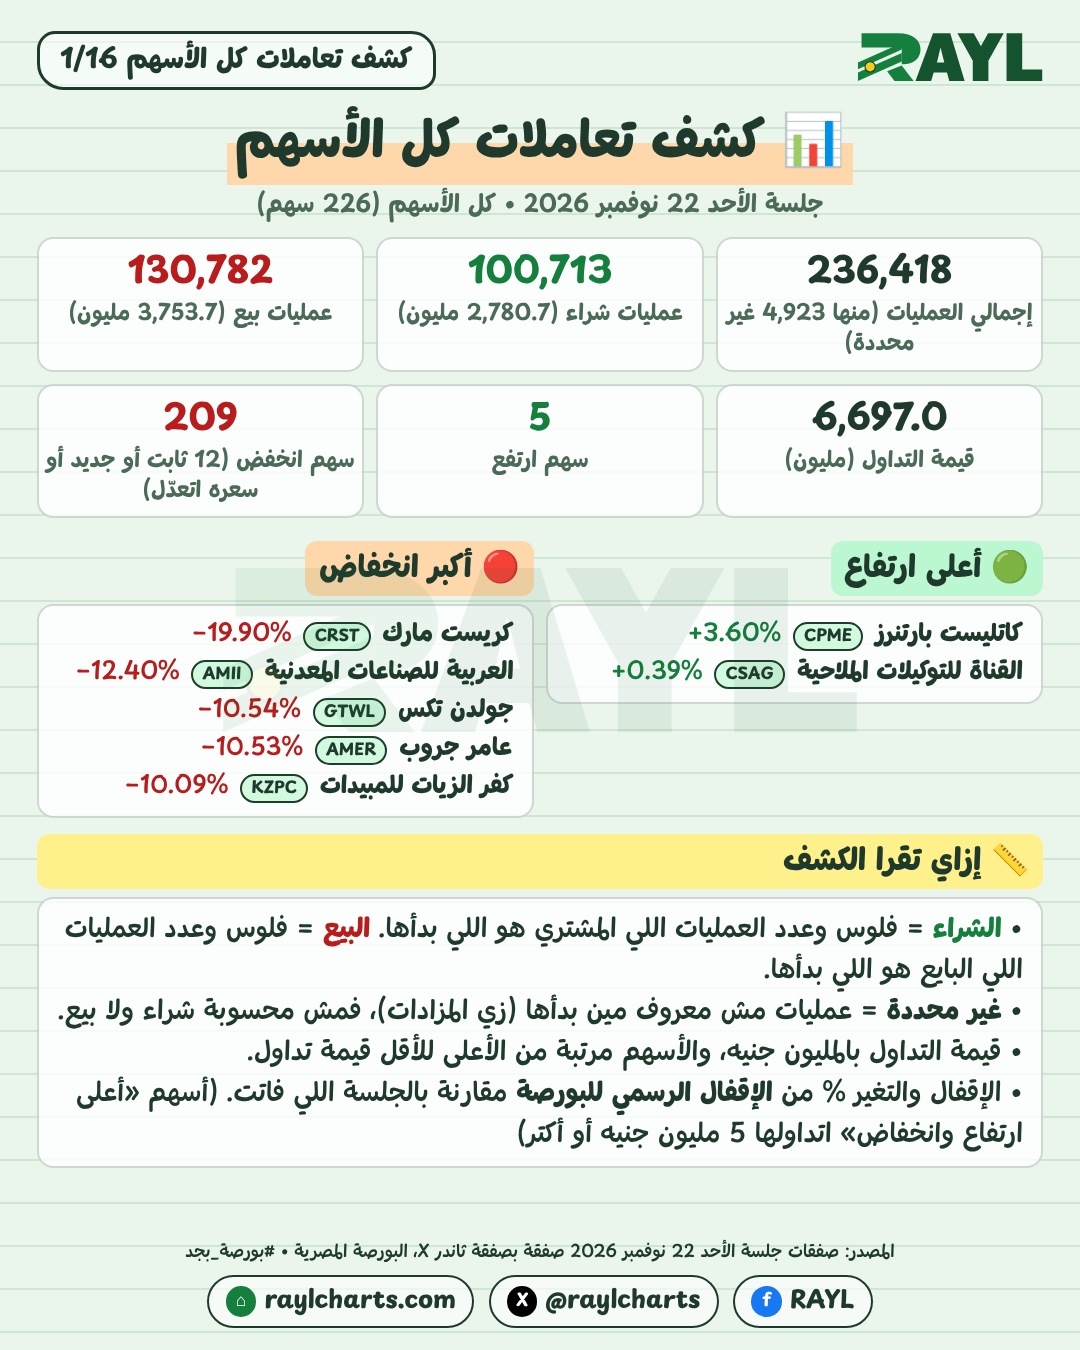 RAYL
كشف تعاملات كل الأسهم 1/16
📊 كشف تعاملات كل الأسهم
جلسة الأحد 22 نوفمبر 2026 • كل الأسهم (226 سهم)
236,418
إجمالي العمليات (منها 4,923 غير
محددة)
100,713
عمليات شراء (2,780.7 مليون)
130,782
عمليات بيع (3,753.7 مليون)
6,697.0
قيمة التداول (مليون)
5
سهم ارتفع
209
سهم انخفض (12 ثابت أو جديد أو
سعره اتعدّل)
🟢 أعلى ارتفاع
كاتليست بارتنرز CPME +3.60%
القناة للتوكيلات الملاحية CSAG +0.39%
🔴 أكبر انخفاض
كريست مارك CRST −19.90%
العربية للصناعات المعدنية AMII −12.40%
جولدن تكس GTWL −10.54%
عامر جروب AMER −10.53%
كفر الزيات للمبيدات KZPC −10.09%
📏 إزاي تقرا الكشف
• الشراء = فلوس وعدد العمليات اللي المشتري هو اللي بدأها. البيع = فلوس وعدد العمليات
اللي البايع هو اللي بدأها.
• غير محددة = عمليات مش معروف مين بدأها (زي المزادات)، فمش محسوبة شراء ولا بيع.
• قيمة التداول بالمليون جنيه، والأسهم مرتبة من الأعلى للأقل قيمة تداول.
• الإقفال والتغير % من الإقفال الرسمي للبورصة مقارنة بالجلسة اللي فاتت. (أسهم «أعلى
ارتفاع وانخفاض» اتداولها 5 مليون جنيه أو أكتر)
المصدر: صفقات جلسة الأحد 22 نوفمبر 2026 صفقة بصفقة ثاندر X، البورصة المصرية • #بورصة_بجد
RAYL
@raylcharts
raylcharts.com